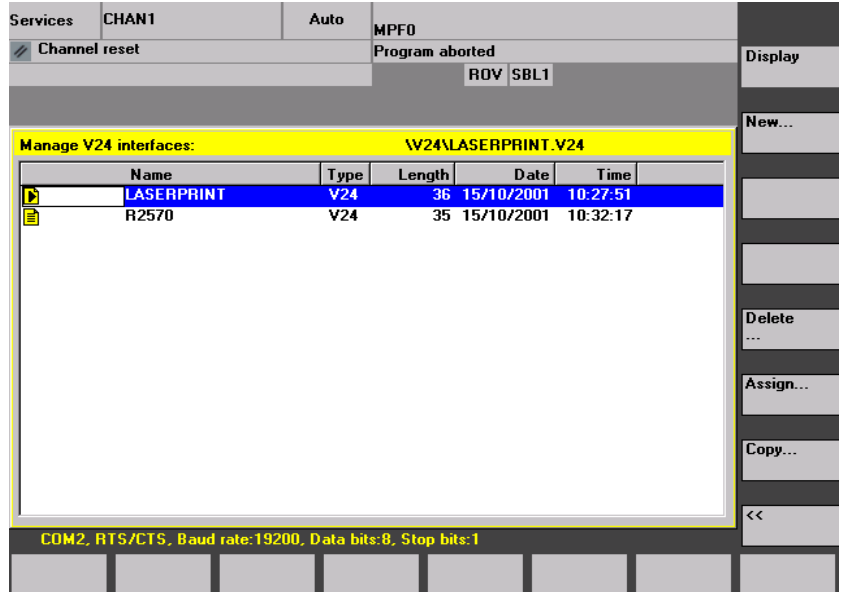 Services CHAN1 Auto MPF0
Channel reset Program aborted
ROV SBL1
Manage V24 interfaces: \V24\LASERPRINT.V24
Name Type Length Date Time
LASERPRINT V24 36 15/10/2001 10:27:51
R2570 V24 35 15/10/2001 10:32:17
COM2, RTS/CTS, Baud rate:19200, Data bits:8, Stop bits:1
Display
New...
Delete
...
Assign...
Copy...
<<